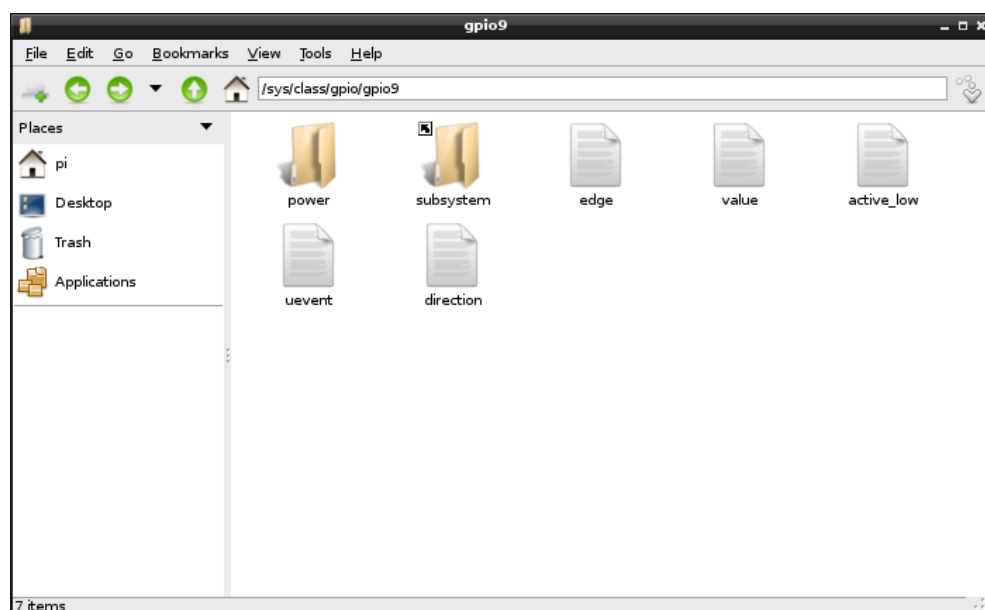 gpio9
File Edit Go Bookmarks View Tools Help
/sys/class/gpio/gpio9
Places
pi
Desktop
Trash
Applications
power subsystem edge value active_low
uevent direction
7 items